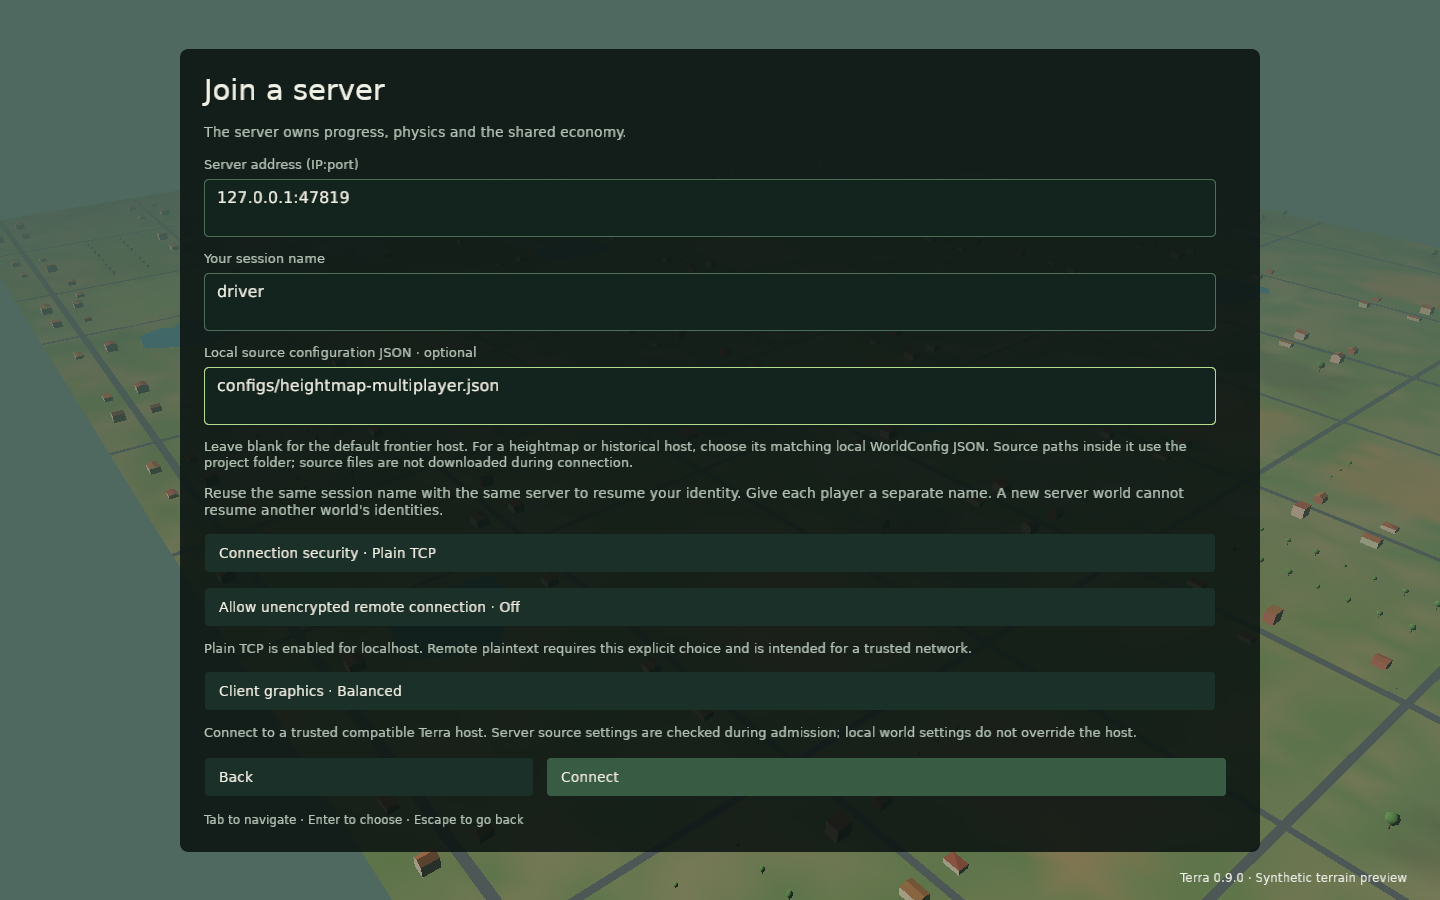 Join a server
The server owns progress, physics and the shared economy.
Server address (IP:port)
127.0.0.1:47819
Your session name
driver
Local source configuration JSON · optional
configs/heightmap-multiplayer.json
Leave blank for the default frontier host. For a heightmap or historical host, choose its matching local WorldConfig JSON. Source paths inside it use the
project folder; source files are not downloaded during connection.
Reuse the same session name with the same server to resume your identity. Give each player a separate name. A new server world cannot
resume another world's identities.
Connection security · Plain TCP
Allow unencrypted remote connection · Off
Plain TCP is enabled for localhost. Remote plaintext requires this explicit choice and is intended for a trusted network.
Client graphics · Balanced
Connect to a trusted compatible Terra host. Server source settings are checked during admission; local world settings do not override the host.
Back
Connect
Tab to navigate · Enter to choose · Escape to go back
Terra 0.9.0 · Synthetic terrain preview